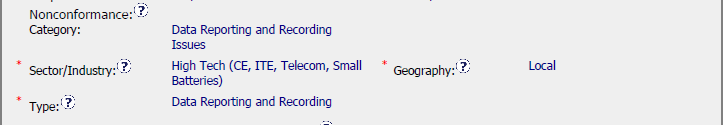 Nonconformance:?
Category: Data Reporting and Recording
Issues
* Sector/Industry:? High Tech (CE, ITE, Telecom, Small * Geography:? Local
Batteries)
* Type:? Data Reporting and Recording